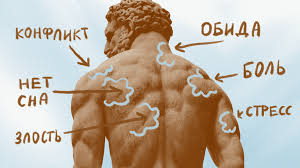 КОНФЛИКТ
ОБИДА
НЕТ
СНА
БОЛЬ
ЗЛОСТЬ
СТРЕСС